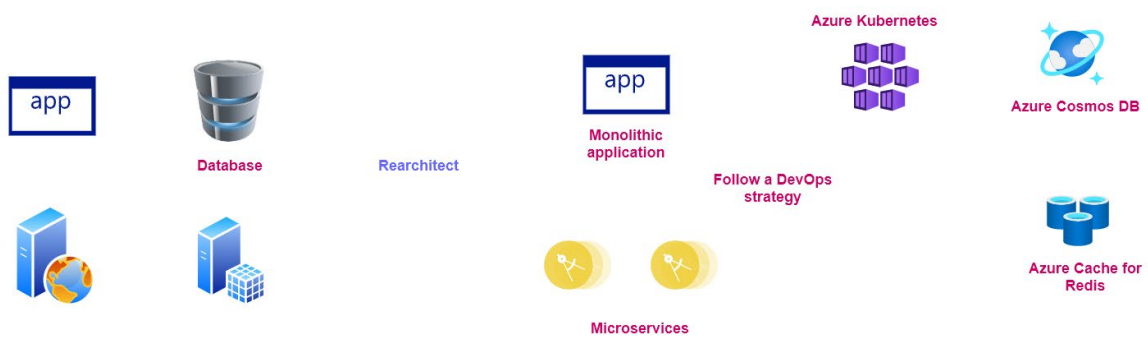 Azure Kubernetes
app
app
Azure Cosmos DB
Monolithic
application
Database
Rearchitect
Follow a DevOps
strategy
Azure Cache for
Redis
Microservices